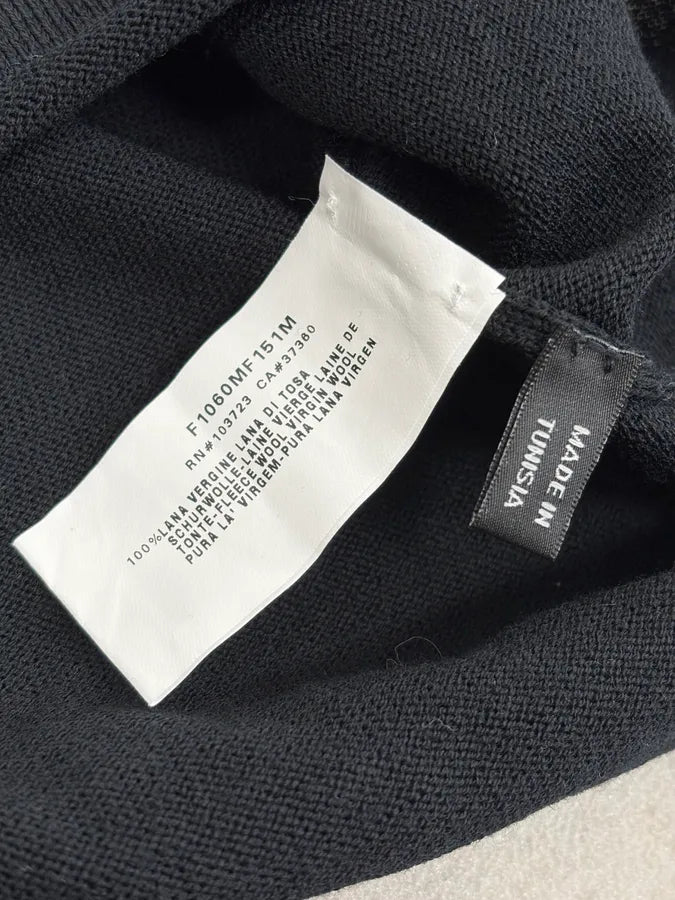 F1060MF151M
RN#103723 CA#37360
100%LANA VERGINE LANA DI TOSA
SCHURWOLLE-LAINE VIERGE LAINE DE
TONTE-FLEECE WOOL VIRGIN WOOL
PURA LA' VIRGEM-PURA LANA VIRGEN
MADE IN
TUNISIA